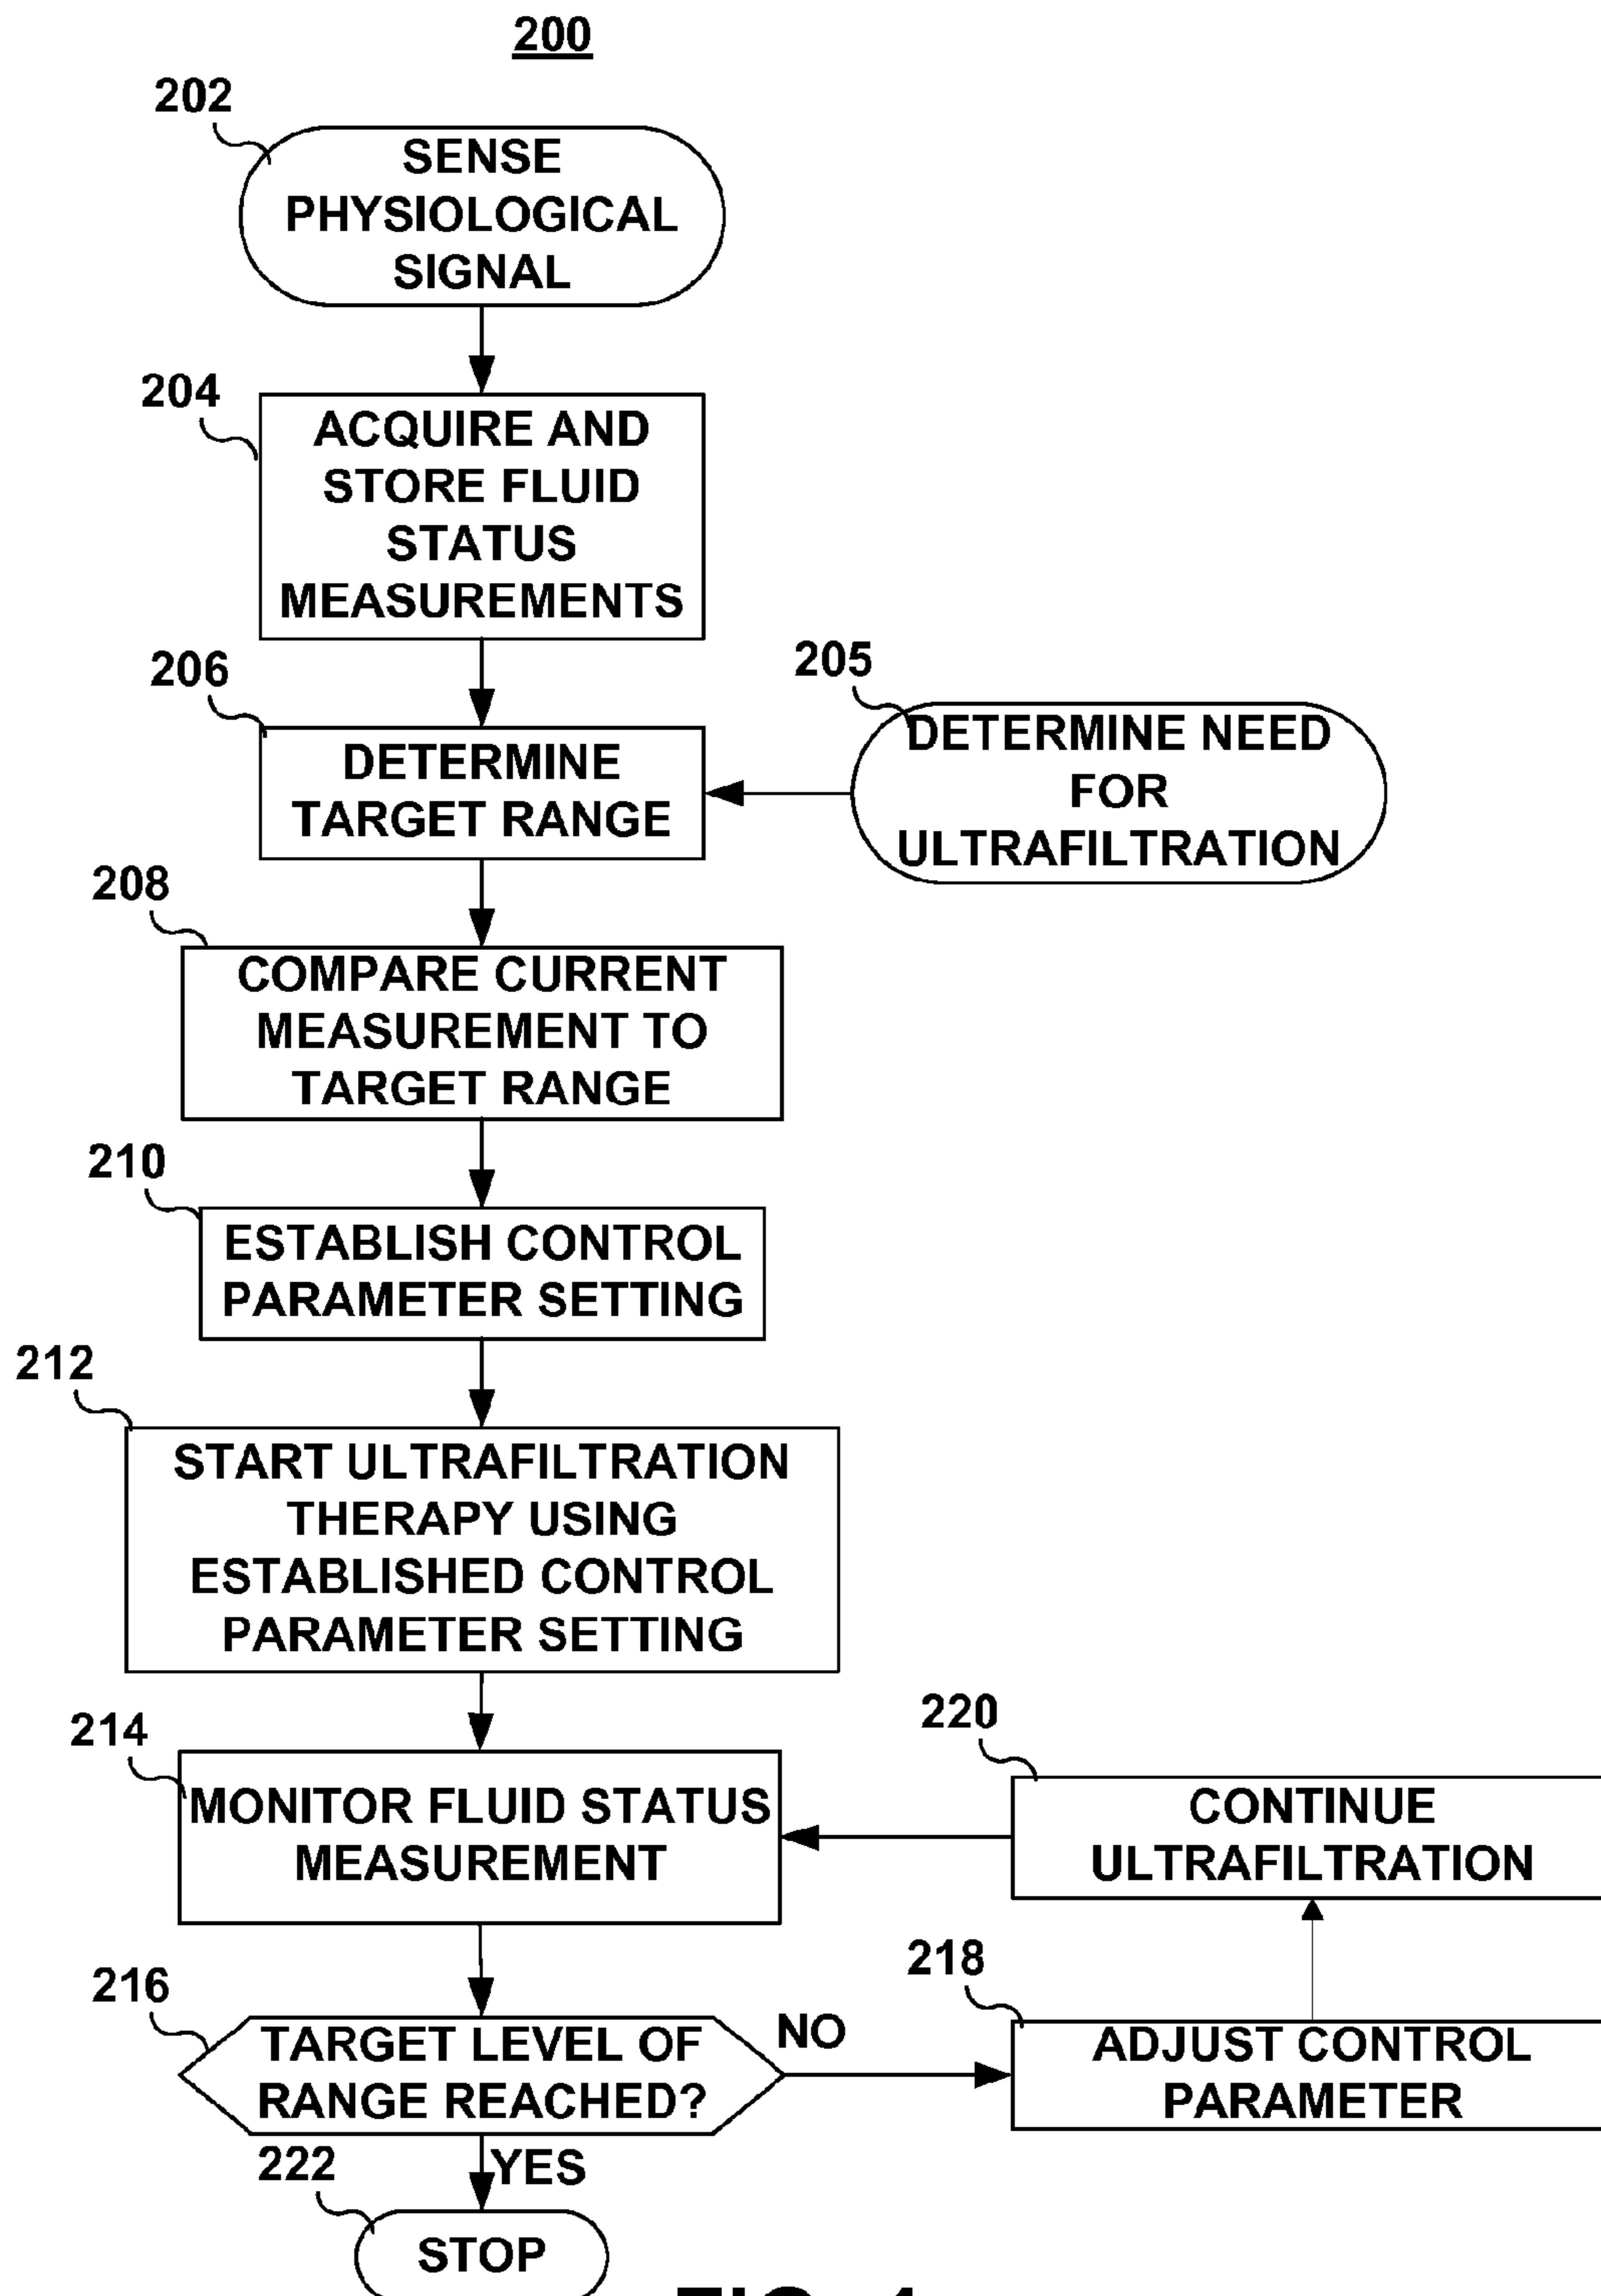 200
202
SENSE
PHYSIOLOGICAL
SIGNAL
204
ACQUIRE AND
STORE FLUID
STATUS
MEASUREMENTS
206
DETERMINE
TARGET RANGE
205
DETERMINE NEED
FOR
ULTRAFILTRATION
208
COMPARE CURRENT
MEASUREMENT TO
TARGET RANGE
210
ESTABLISH CONTROL
PARAMETER SETTING
212
START ULTRAFILTRATION
THERAPY USING
ESTABLISHED CONTROL
PARAMETER SETTING
214
MONITOR FLUID STATUS
MEASUREMENT
220
CONTINUE
ULTRAFILTRATION
216
TARGET LEVEL OF
RANGE REACHED?
NO
218
ADJUST CONTROL
PARAMETER
YES
222
STOP